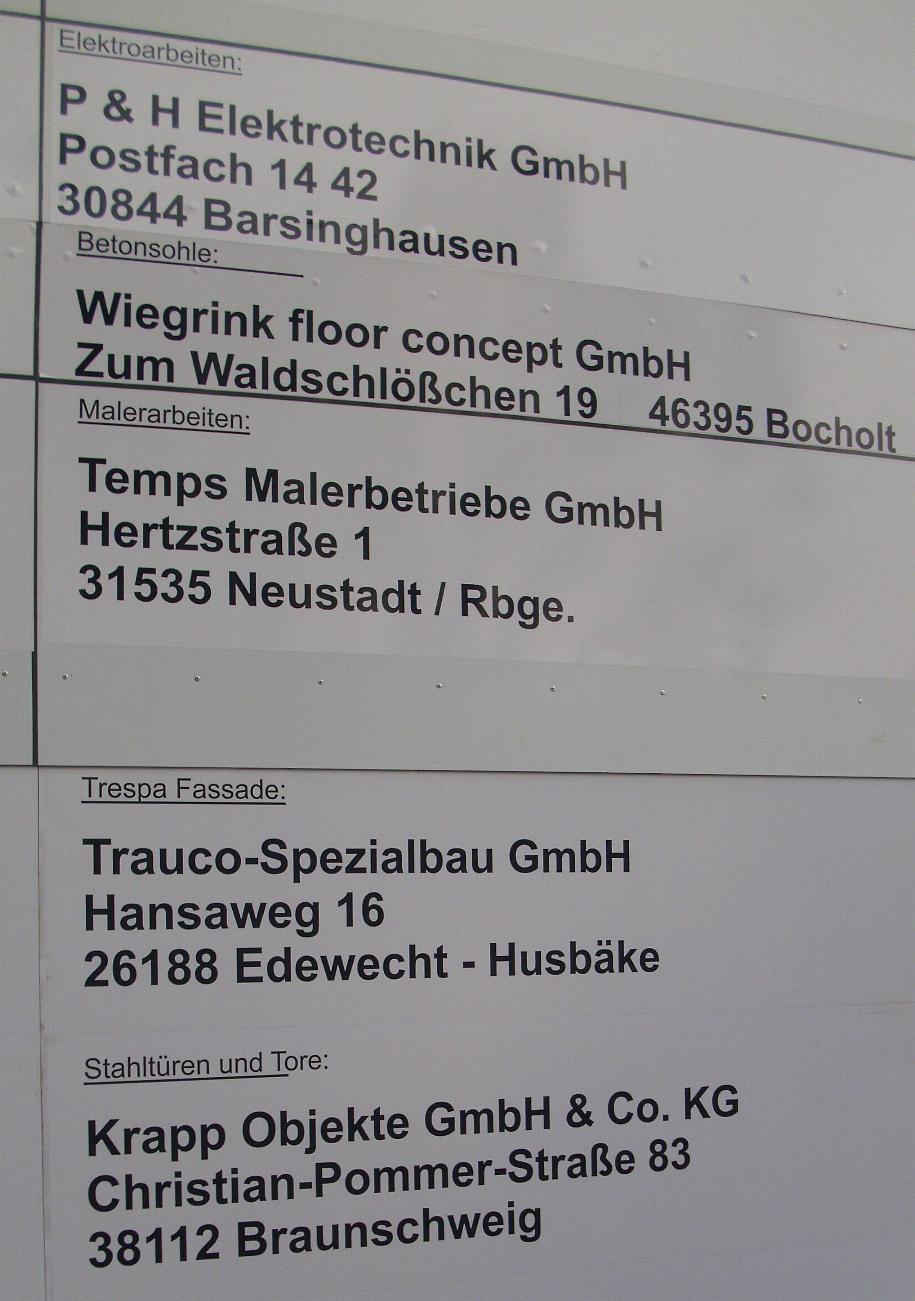 Elektroarbeiten:
P & H Elektrotechnik GmbH
Postfach 14 42
30844 Barsinghausen
Betonsohle:
Wiegrink floor concept GmbH
Zum Waldschlößchen 19 46395 Bocholt
Malerarbeiten:
Temps Malerbetriebe GmbH
Hertzstraße 1
31535 Neustadt / Rbge.
Trespa Fassade:
Trauco-Spezialbau GmbH
Hansaweg 16
26188 Edewecht - Husbäke
Stahltüren und Tore:
Krapp Objekte GmbH & Co. KG
Christian-Pommer-Straße 83
38112 Braunschweig